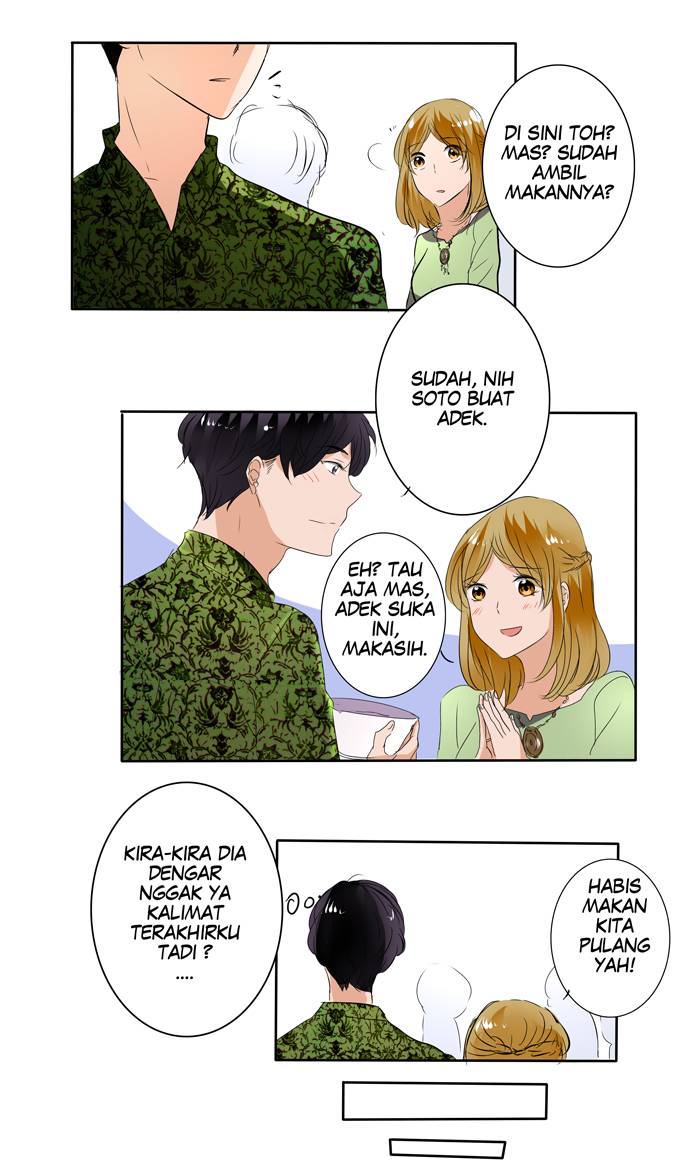 DI SINI TOH?
MAS? SUDAH
AMBIL
MAKANNYA?
SUDAH, NIH
SOTO BUAT
ADEK.
EH? TAU
AJA MAS,
ADEK SUKA
INI,
MAKASIH.
KIRA-KIRA DIA
DENGAR
NGGAK YA
KALIMAT
TERAKHIRKU
TADI ?
....
HABIS
MAKAN
KITA
PULANG
YAH!